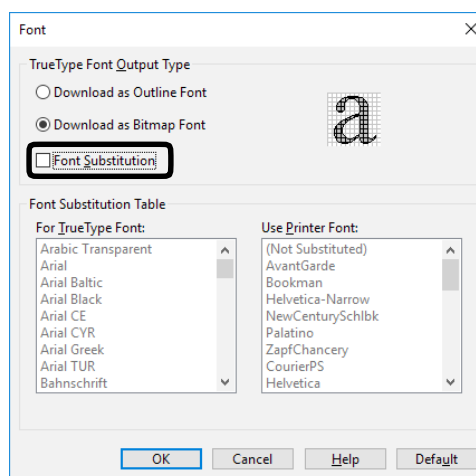 Font
TrueType Font Output Type
Download as Outline Font
Download as Bitmap Font
a
Font Substitution
Font Substitution Table
For TrueType Font:
Arabic Transparent
Arial
Arial Baltic
Arial Black
Arial CE
Arial CYR
Arial Greek
Arial TUR
Bahnschrift
Use Printer Font:
(Not Substituted)
AvantGarde
Bookman
Helvetica-Narrow
NewCenturySchlbk
Palatino
ZapfChancery
CourierPS
Helvetica
OK Cancel Help Default